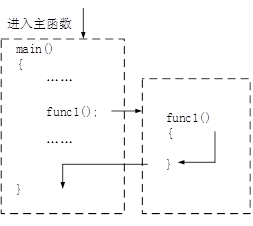 进入主函数
main()
{
……
func1();
……
}
func1()
{
}